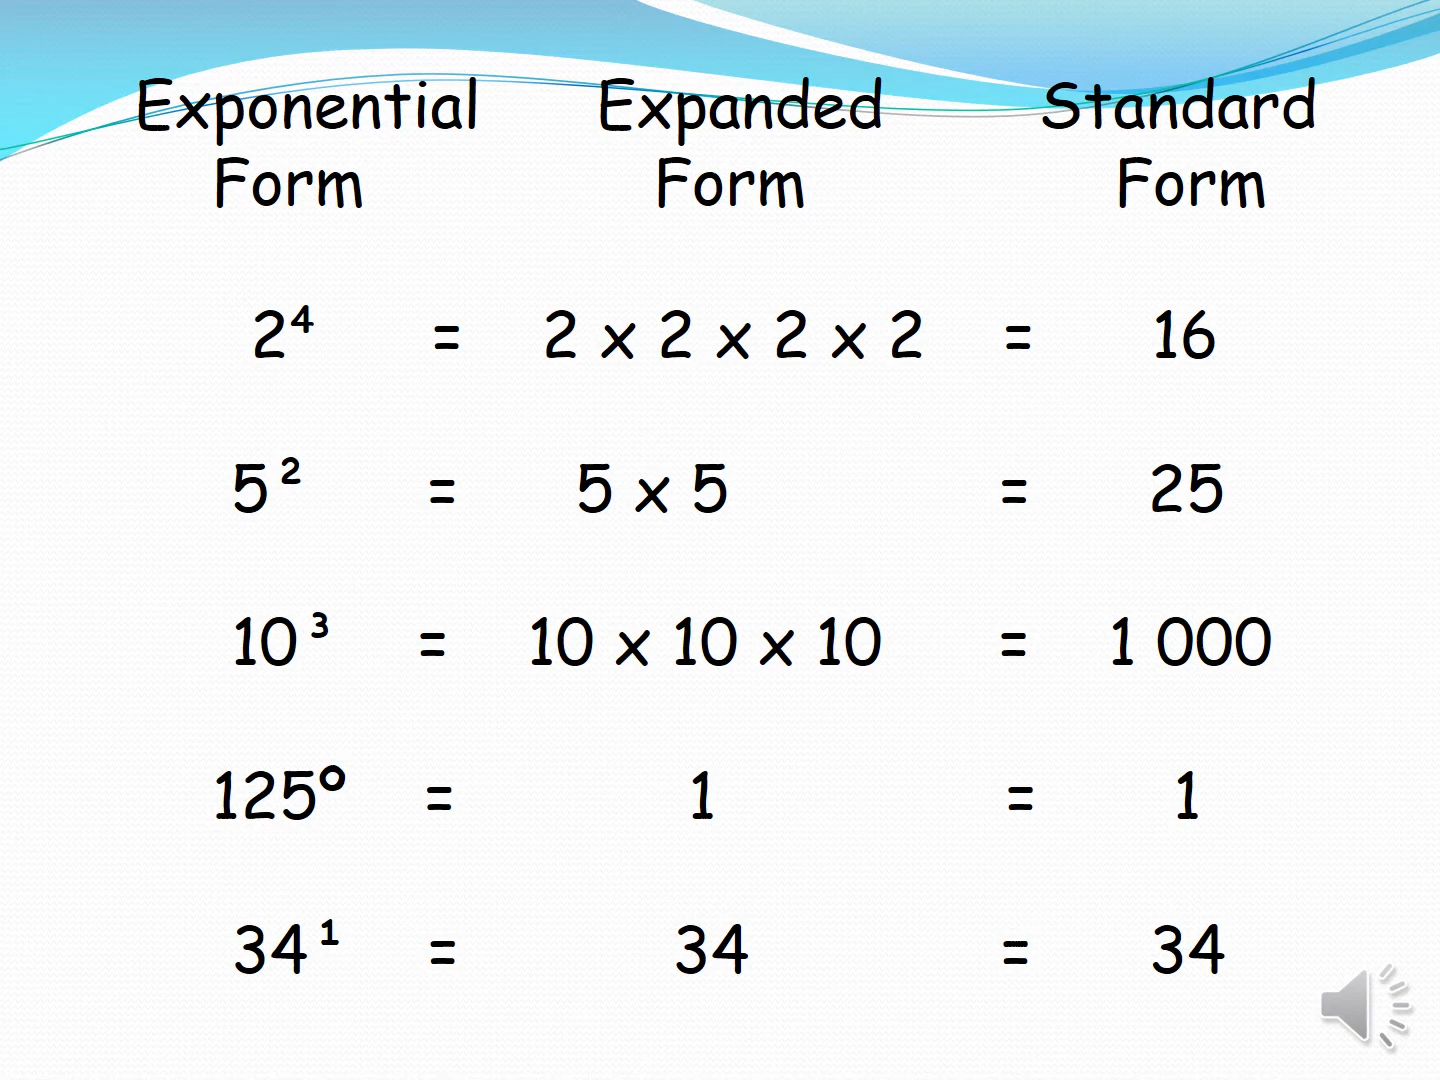 Exponential Expanded Standard
Form Form Form
2⁴ = 2 x 2 x 2 x 2 = 16
5² = 5 x 5 = 25
10³ = 10 x 10 x 10 = 1 000
125⁰ = 1 = 1
34¹ = 34 = 34